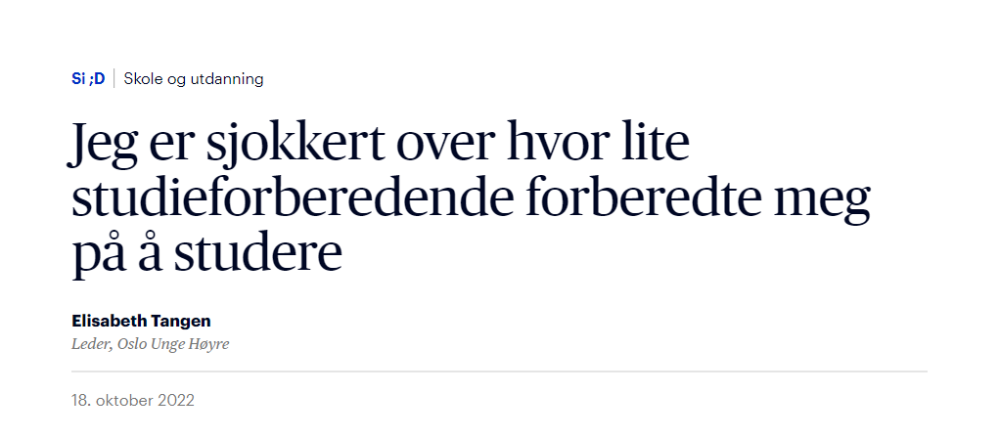 Si ;D | Skole og utdanning
Jeg er sjokkert over hvor lite
studieforberedende forberedte meg
på å studere
Elisabeth Tangen
Leder, Oslo Unge Høyre
18. oktober 2022